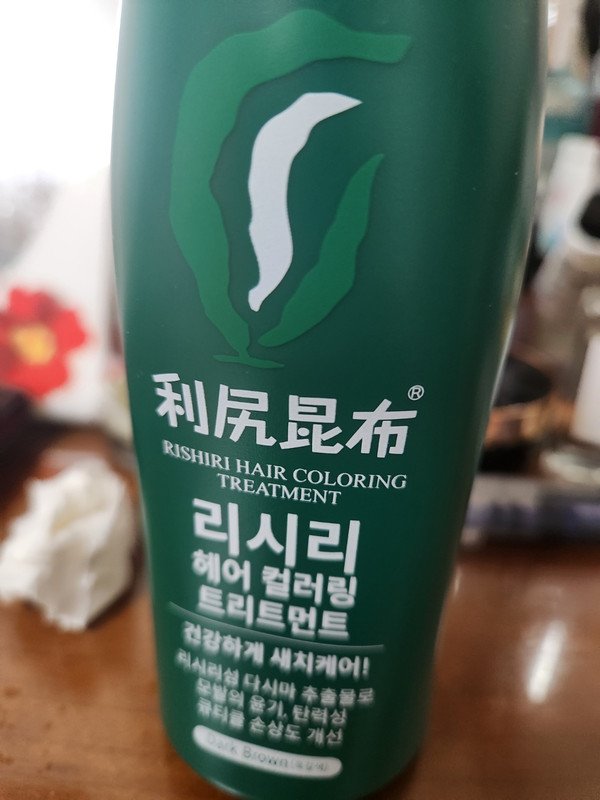 利尻昆布®
RISHIRI HAIR COLORING
TREATMENT
리시리
헤어 컬러링
트리트먼트
건강하게 새치케어!
리시리섬 다시마 추출물로
모발의 윤기, 탄력성
큐티클 손상도 개선
Dark Brown